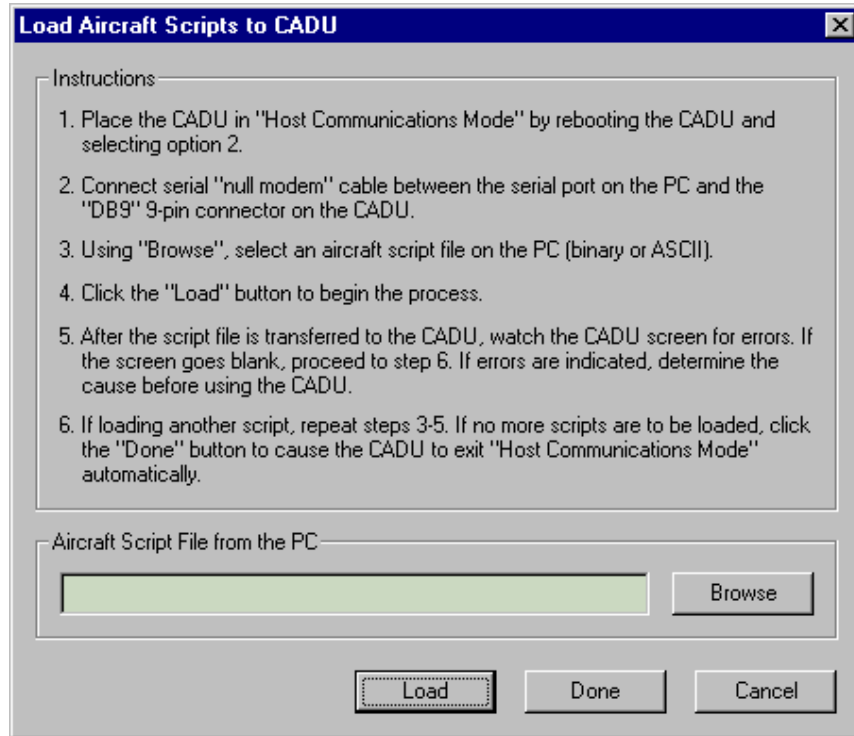 Load Aircraft Scripts to CADU
Instructions
1. Place the CADU in "Host Communications Mode" by rebooting the CADU and
selecting option 2.
2. Connect serial "null modem" cable between the serial port on the PC and the
"DB9" 9-pin connector on the CADU.
3. Using "Browse", select an aircraft script file on the PC (binary or ASCII).
4. Click the "Load" button to begin the process.
5. After the script file is transferred to the CADU, watch the CADU screen for errors. If
the screen goes blank, proceed to step 6. If errors are indicated, determine the
cause before using the CADU.
6. If loading another script, repeat steps 3-5. If no more scripts are to be loaded, click
the "Done" button to cause the CADU to exit "Host Communications Mode"
automatically.
Aircraft Script File from the PC
Browse
Load Done Cancel